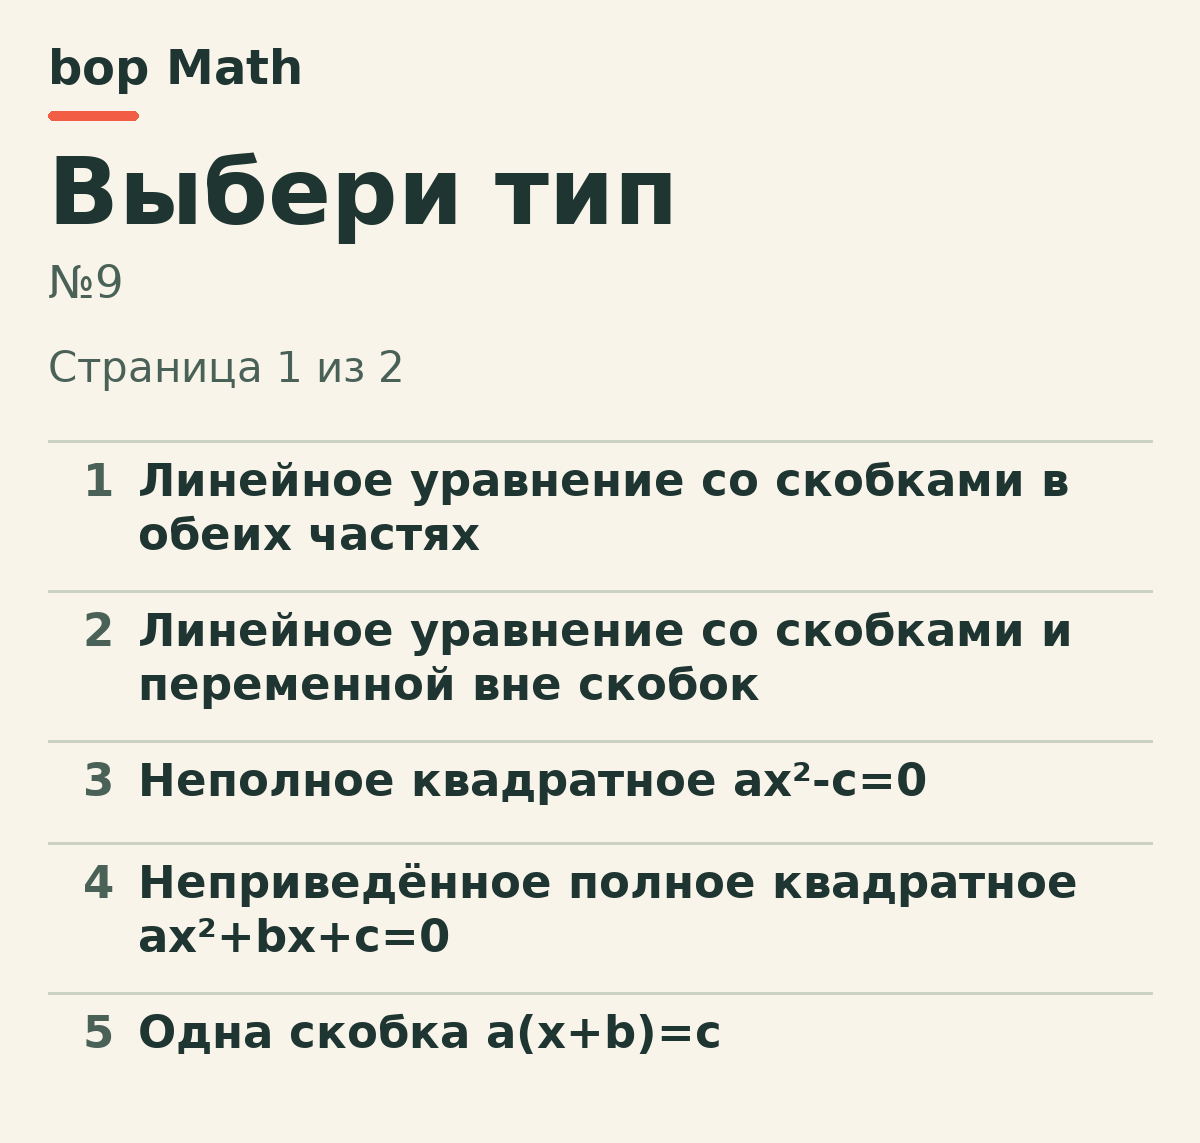 bop Math
Выбери тип
№9
Страница 1 из 2
1 Линейное уравнение со скобками в
обеих частях
2 Линейное уравнение со скобками и
переменной вне скобок
3 Неполное квадратное ax²-c=0
4 Неприведённое полное квадратное
ax²+bx+c=0
5 Одна скобка a(x+b)=c